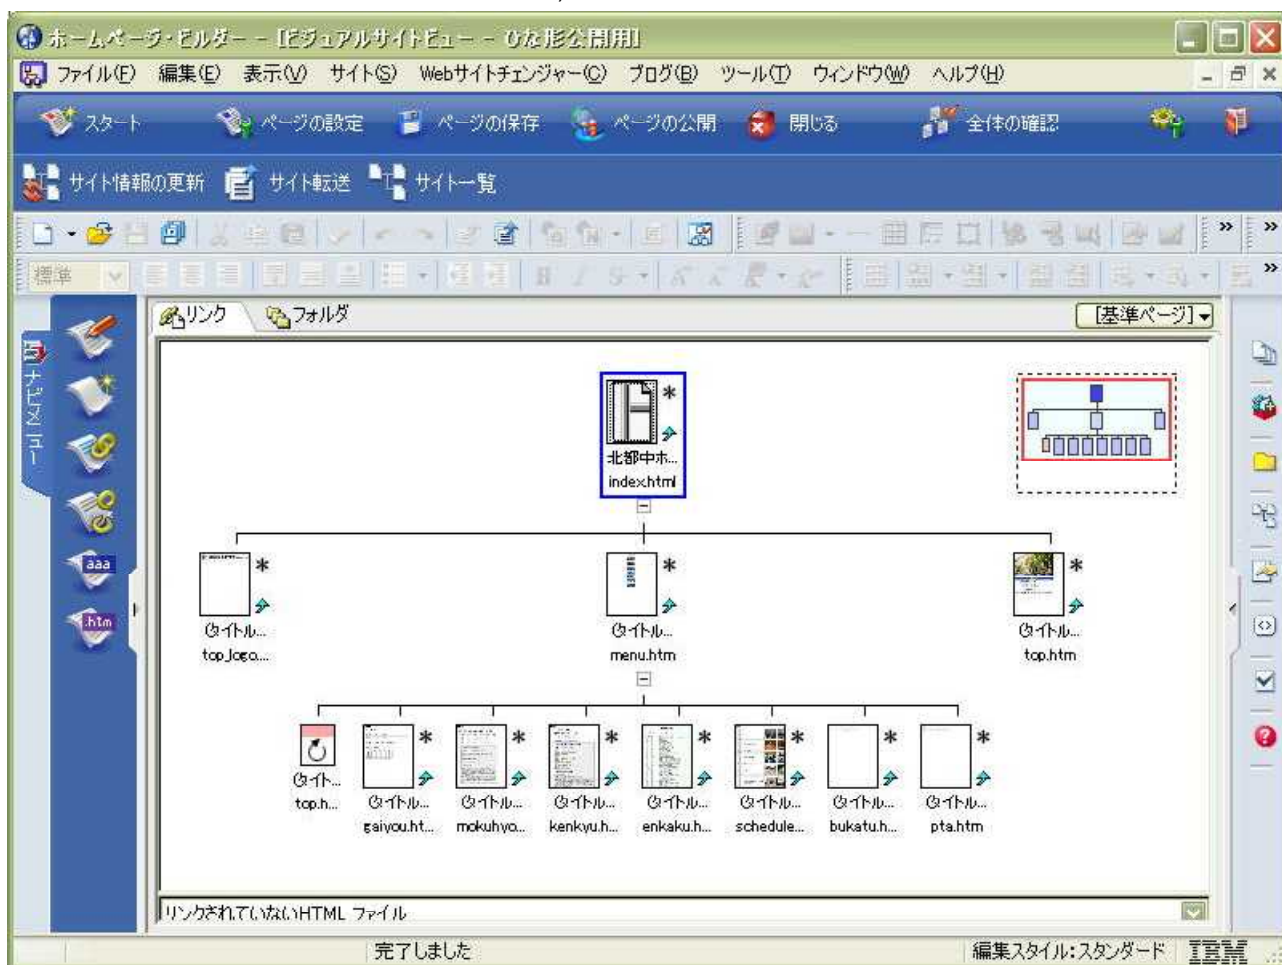 ホームページ・ビルダー - [ビジュアルサイトビュー - ひな形公開用]
ファイル(F) 編集(E) 表示(V) サイト(S) Webサイトチェンジャー(C) ブログ(B) ツール(T) ウィンドウ(W) ヘルプ(H)
スタート ページの設定 ページの保存 ページの公開 閉じる 全体の確認
サイト情報の更新 サイト転送 サイト一覧
標準
リンク フォルダ [基準ページ]
ナビメニュー
aaa
.htm
北都中ホ...
index.html
(タイトル... (タイトル... (タイトル...
top_logo... menu.htm top.htm
(タイト... (タイトル... (タイトル... (タイトル... (タイトル... (タイトル... (タイトル... (タイトル...
top.h... gaiyou.ht... mokuhyo... kenkyu.h... enkaku.h... schedule... bukatu.h... pta.htm
リンクされていないHTML ファイル
完了しました 編集スタイル:スタンダード IBM